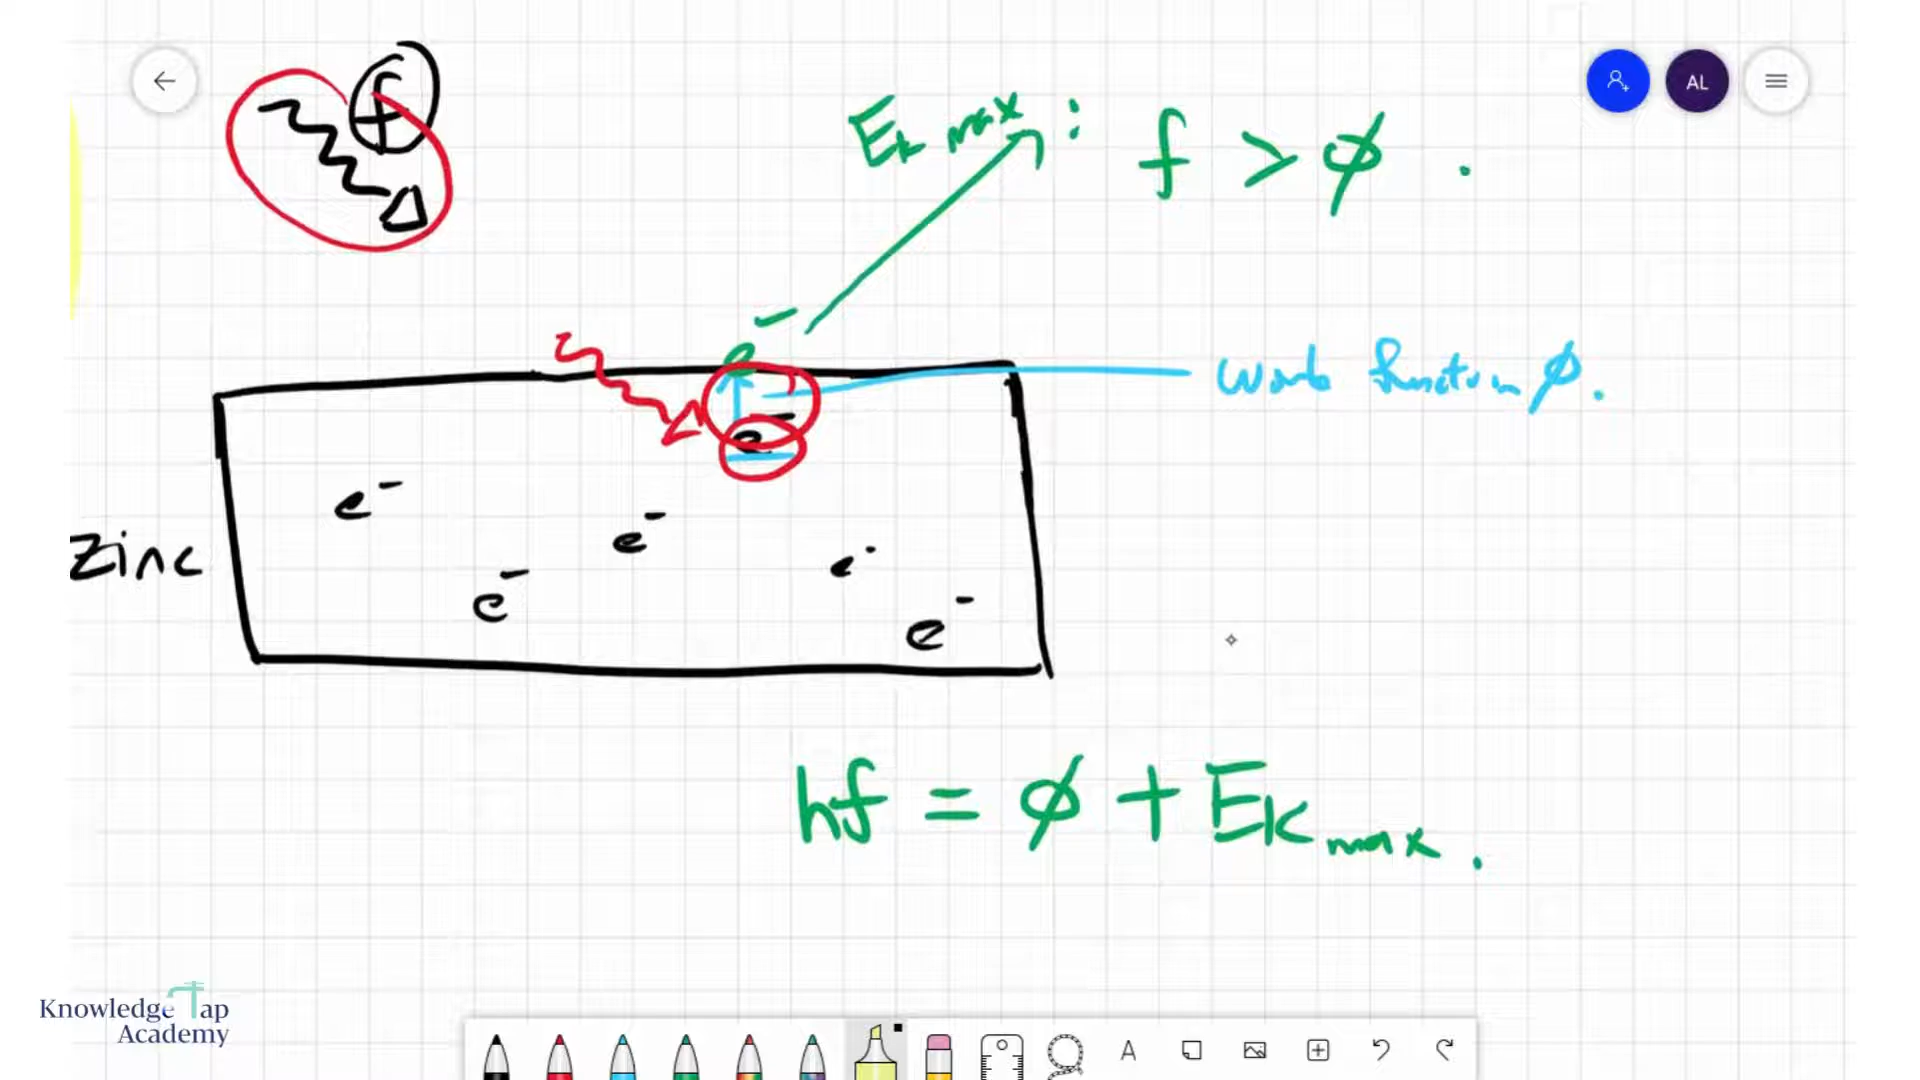 f
AL
Ek max : f > ϕ .
e-
Work function ϕ.
e-
e-
e-
e-
Zinc
e-
e-
hf = ϕ + Ek max .
Knowledge Tap
Academy
A